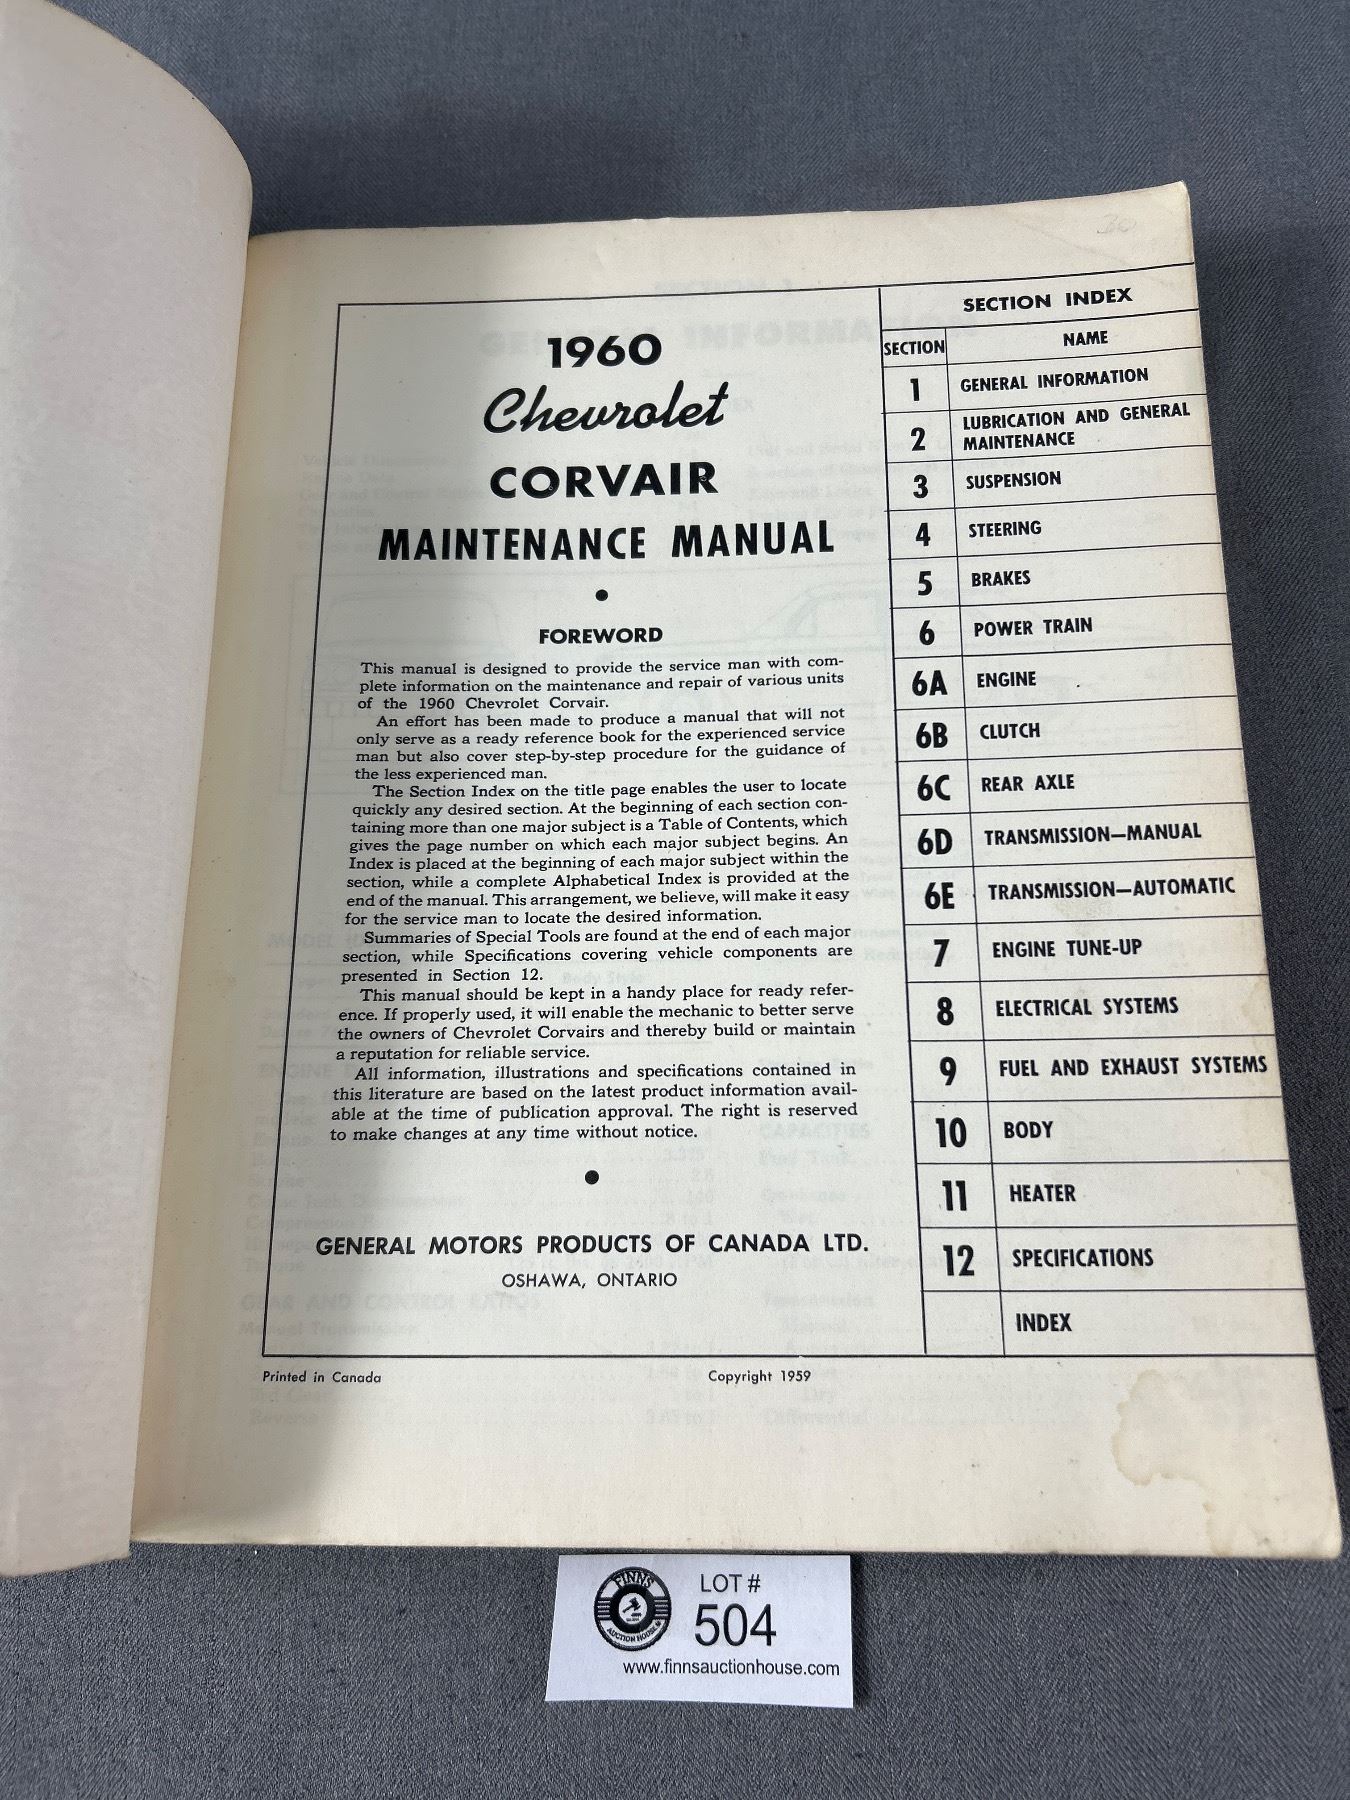 1960
Chevrolet
CORVAIR
MAINTENANCE MANUAL
•
FOREWORD
This manual is designed to provide the service man with com-
plete information on the maintenance and repair of various units
of the 1960 Chevrolet Corvair.
An effort has been made to produce a manual that will not
only serve as a ready reference book for the experienced service
man but also cover step-by-step procedure for the guidance of
the less experienced man.
The Section Index on the title page enables the user to locate
quickly any desired section. At the beginning of each section con-
taining more than one major subject is a Table of Contents, which
gives the page number on which each major subject begins. An
Index is placed at the beginning of each major subject within the
section, while a complete Alphabetical Index is provided at the
end of the manual. This arrangement, we believe, will make it easy
for the service man to locate the desired information.
Summaries of Special Tools are found at the end of each major
section, while Specifications covering vehicle components are
presented in Section 12.
This manual should be kept in a handy place for ready refer-
ence. If properly used, it will enable the mechanic to better serve
the owners of Chevrolet Corvairs and thereby build or maintain
a reputation for reliable service.
All information, illustrations and specifications contained in
this literature are based on the latest product information avail-
able at the time of publication approval. The right is reserved
to make changes at any time without notice.
•
GENERAL MOTORS PRODUCTS OF CANADA LTD.
OSHAWA, ONTARIO
Printed in Canada Copyright 1959
SECTION INDEX
SECTION NAME
1 GENERAL INFORMATION
2 LUBRICATION AND GENERAL
MAINTENANCE
3 SUSPENSION
4 STEERING
5 BRAKES
6 POWER TRAIN
6A ENGINE
6B CLUTCH
6C REAR AXLE
6D TRANSMISSION—MANUAL
6E TRANSMISSION—AUTOMATIC
7 ENGINE TUNE-UP
8 ELECTRICAL SYSTEMS
9 FUEL AND EXHAUST SYSTEMS
10 BODY
11 HEATER
12 SPECIFICATIONS
INDEX
FINNS
AUCTION HOUSE
LOT #
504
www.finnsauctionhouse.com